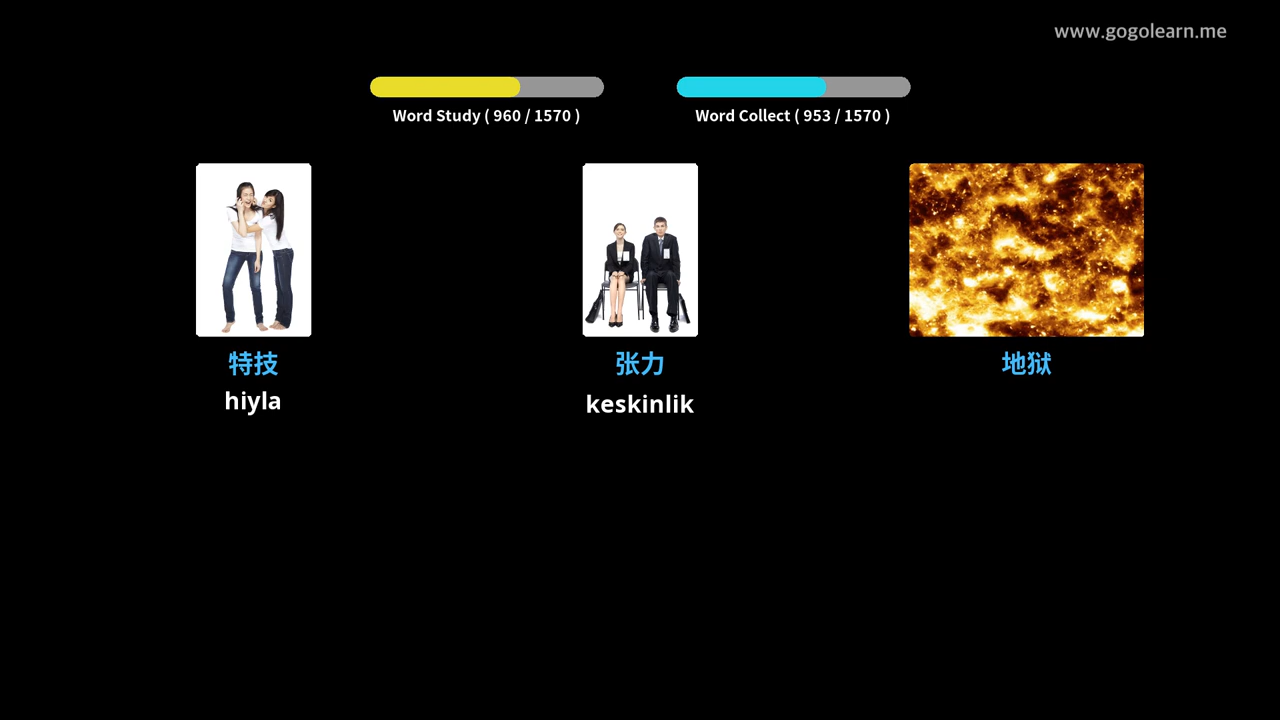 www.gogolearn.me
Word Study ( 960 / 1570 )
Word Collect ( 953 / 1570 )
特技
张力
地狱
hiyla
keskinlik